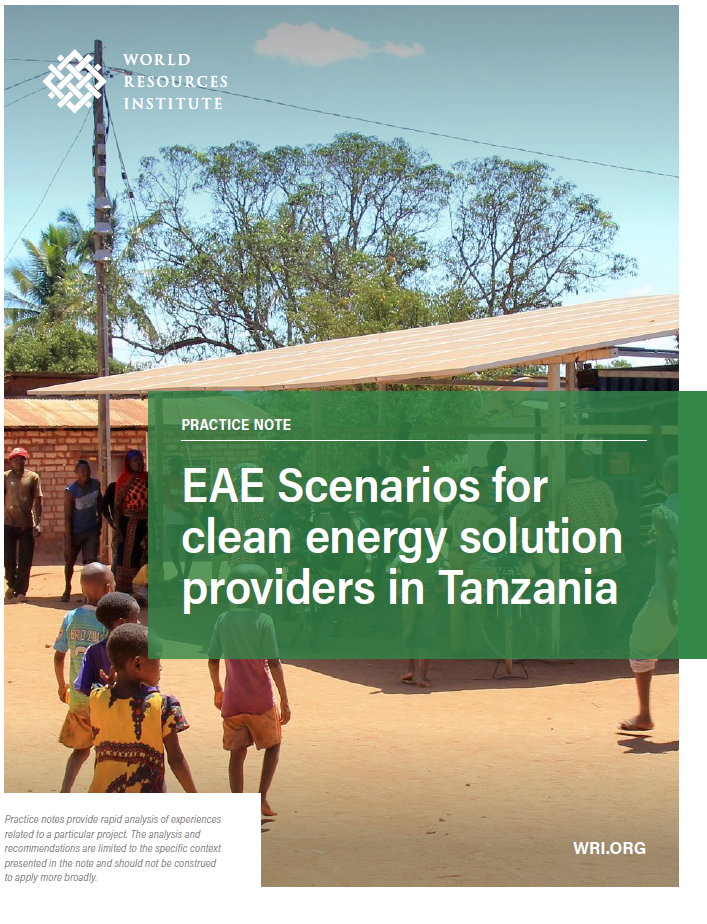 WORLD
RESOURCES
INSTITUTE
PRACTICE NOTE
EAE Scenarios for
clean energy solution
providers in Tanzania
Practice notes provide rapid analysis of experiences
related to a particular project. The analysis and
recommendations are limited to the specific context
presented in the note and should not be construed
to apply more broadly.
WRI.ORG